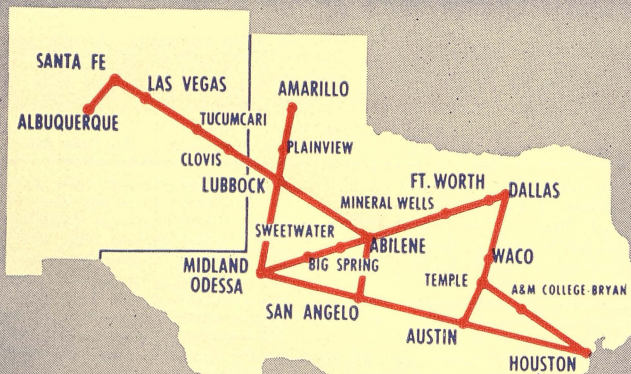 SANTA FE
LAS VEGAS
AMARILLO
ALBUQUERQUE
TUCUMCARI
CLOVIS
PLAINVIEW
LUBBOCK
FT. WORTH
DALLAS
MINERAL WELLS
SWEETWATER
ABILENE
MIDLAND
ODESSA
BIG SPRING
WACO
TEMPLE
A&M COLLEGE-BRYAN
SAN ANGELO
AUSTIN
HOUSTON